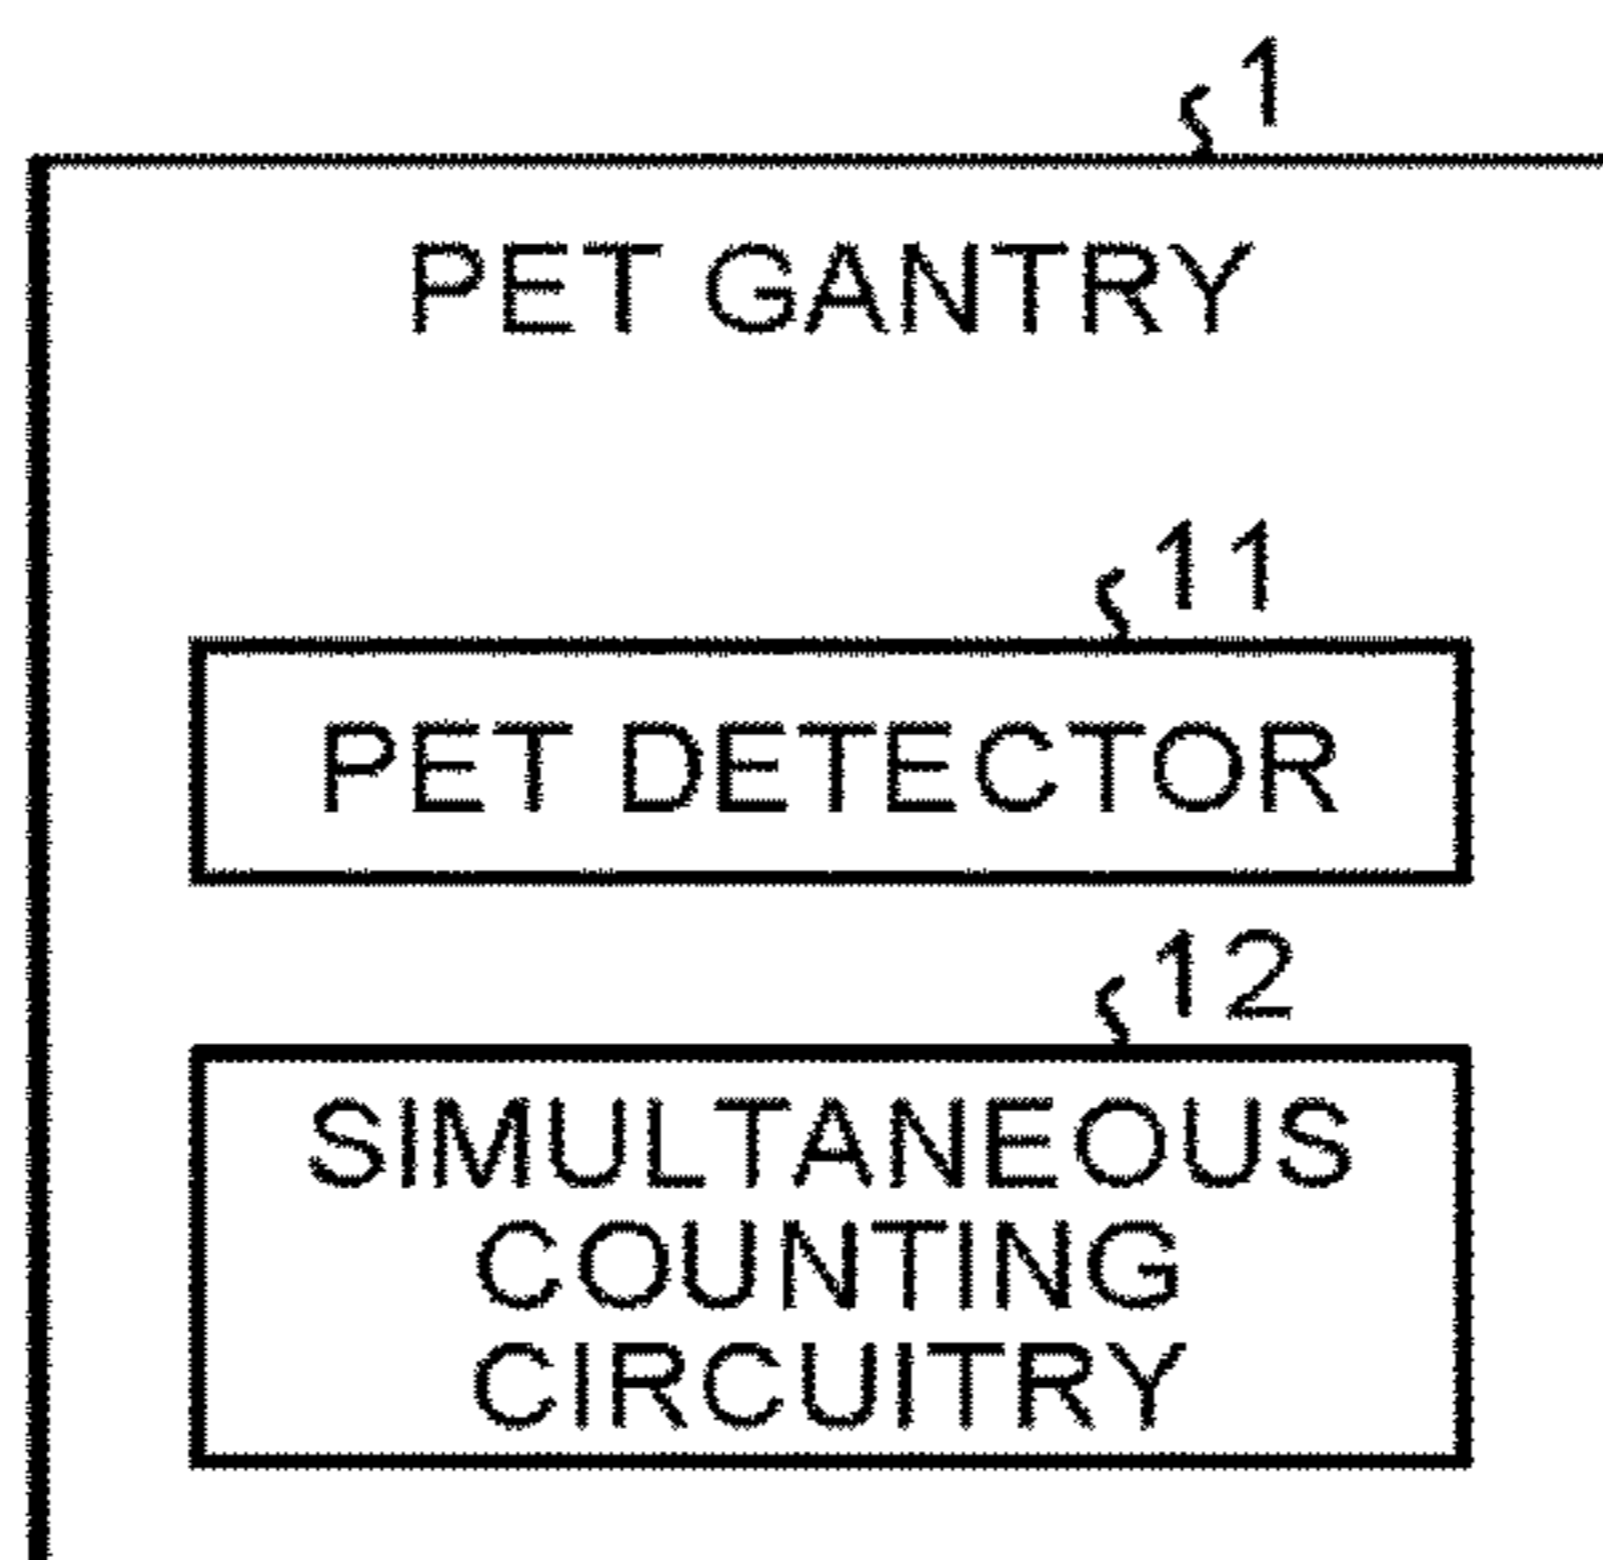 1
PET GANTRY
11
PET DETECTOR
12
SIMULTANEOUS
COUNTING
CIRCUITRY